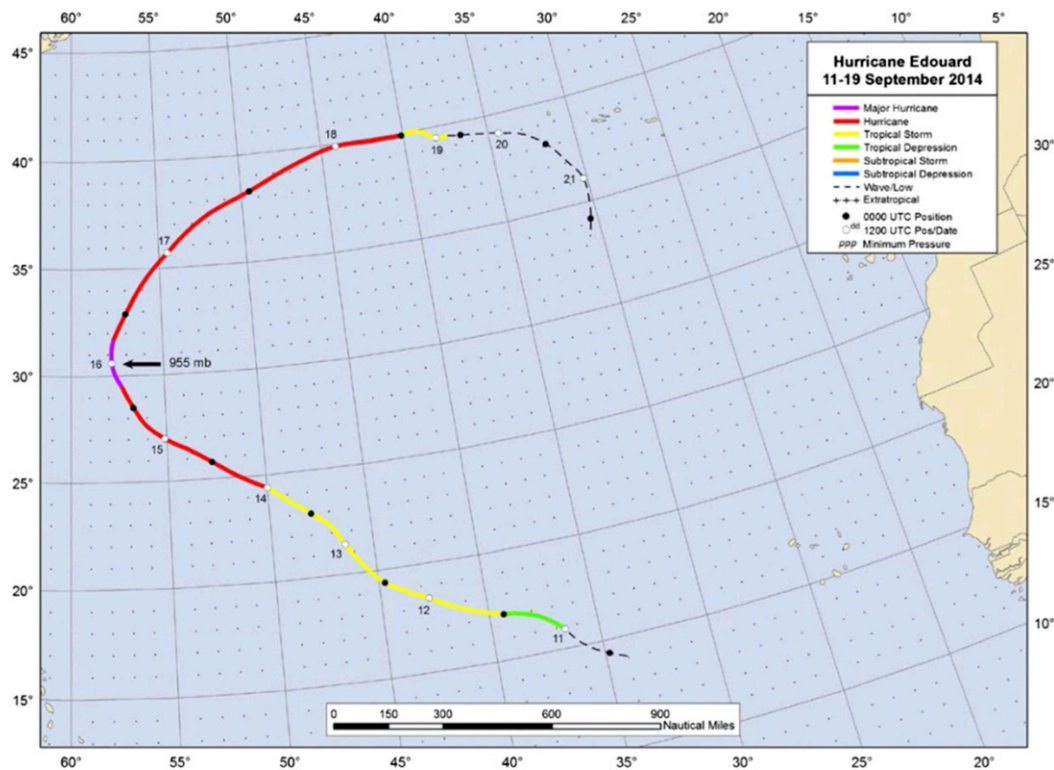 60° 55° 50° 45° 40° 35° 30° 25° 20° 15° 10° 5°
45°
Hurricane Edouard
11-19 September 2014
Major Hurricane
Hurricane
Tropical Storm
Tropical Depression
Subtropical Storm
Subtropical Depression
Wave/Low
Extratropical
0000 UTC Position
dd 1200 UTC Pos/Date
ppp Minimum Pressure
18
19
20
30°
40°
21
25°
17
35°
16
955 mb
20°
30°
15
15°
25°
14
13
20°
12
11
10°
15°
0 150 300 600 900
Nautical Miles
60° 55° 50° 45° 40° 35° 30° 25° 20°